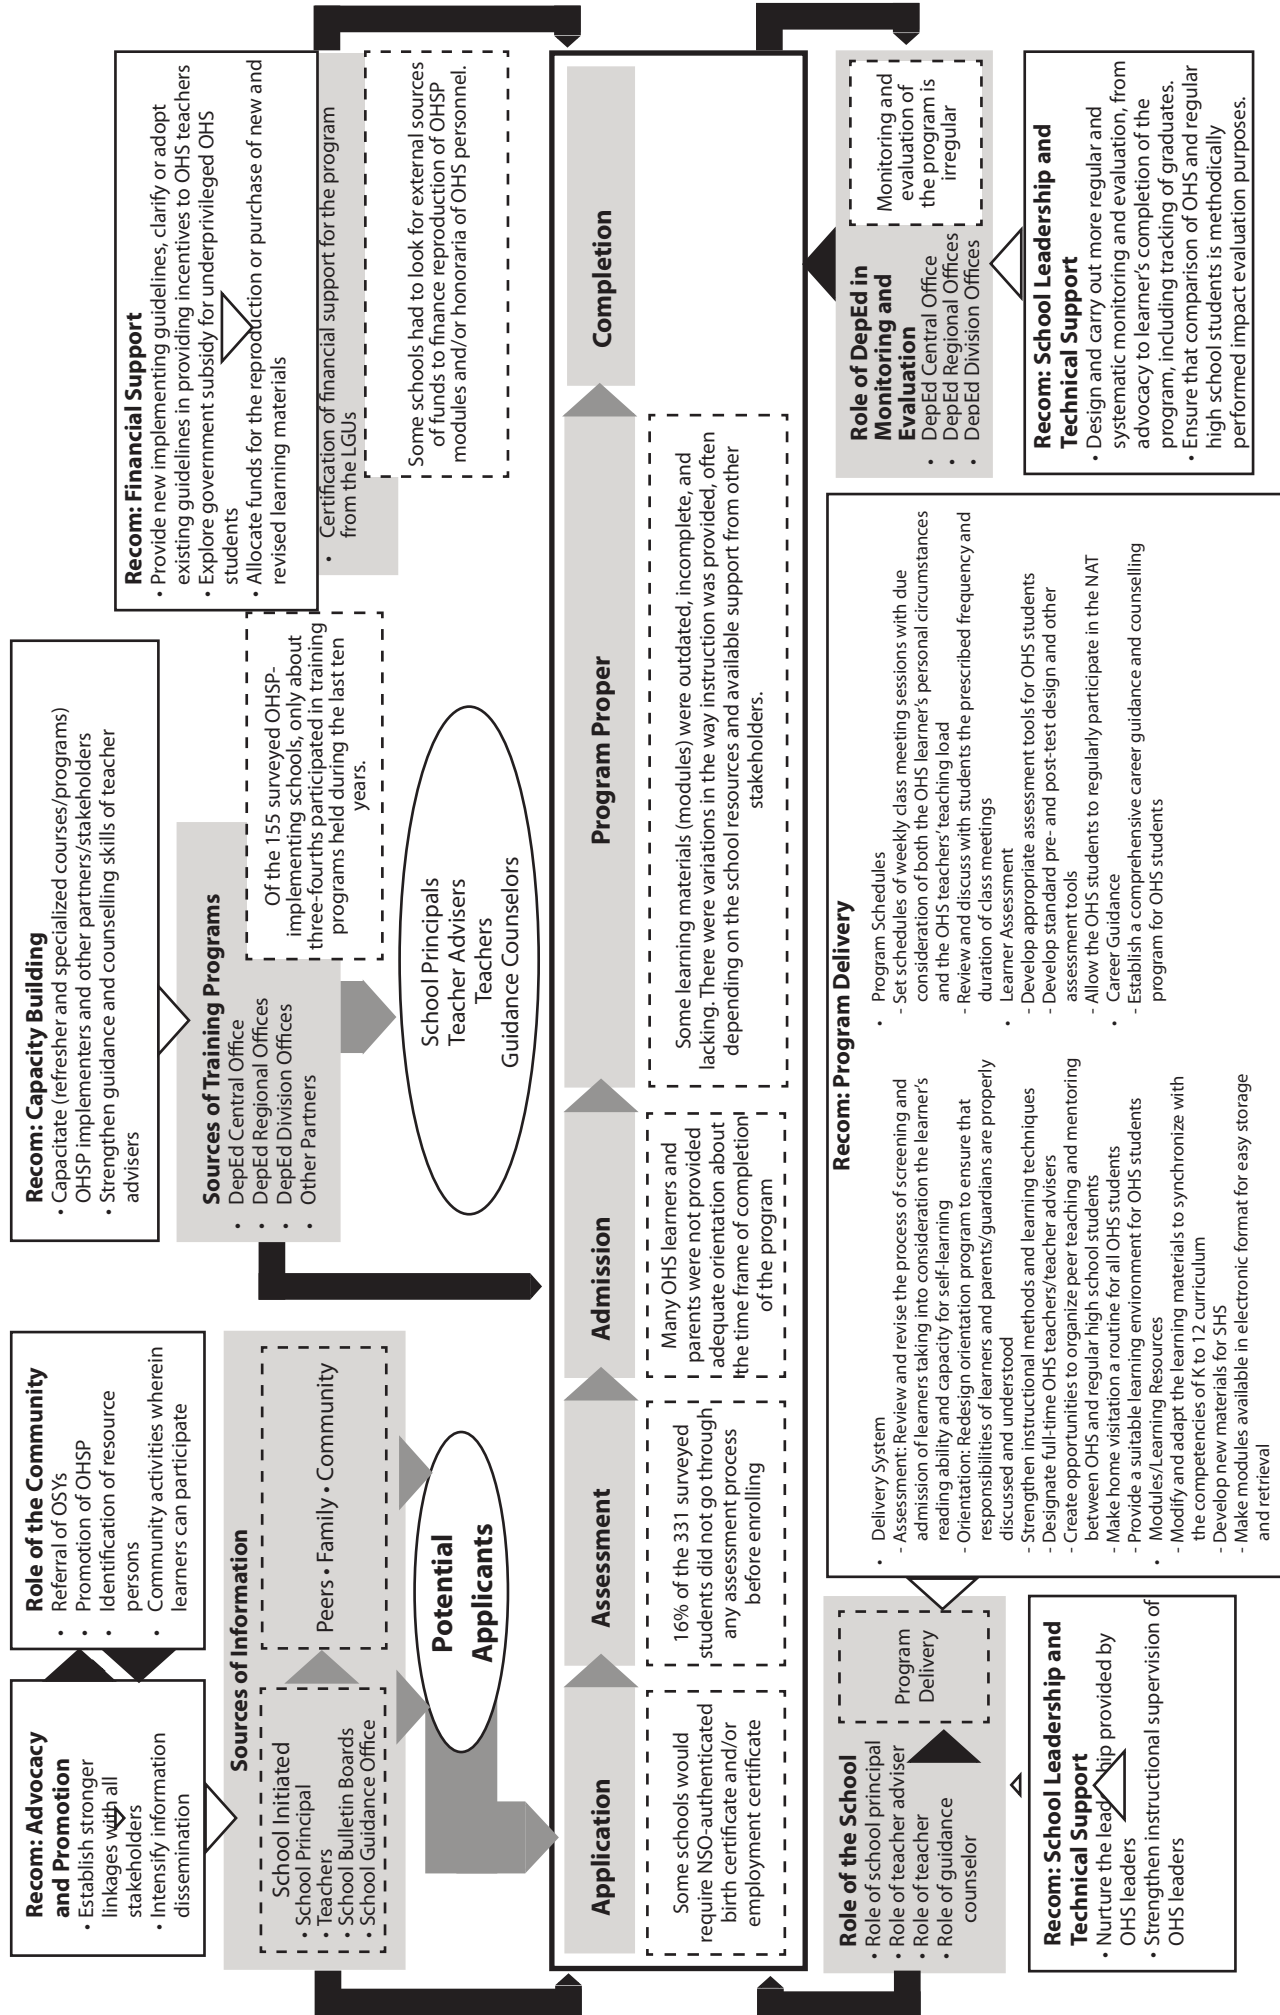 Recom: Advocacy
and Promotion
• Establish stronger
linkages with all
stakeholders
• Intensify information
dissemination
Role of the Community
• Referral of OSYs
• Promotion of OHSP
• Identification of resource
persons
• Community activities wherein
learners can participate
Recom: Capacity Building
• Capacitate (refresher and specialized courses/programs)
OHSP implementers and other partners/stakeholders
• Strengthen guidance and counselling skills of teacher
advisers
Recom: Financial Support
• Provide new implementing guidelines, clarify or adopt
existing guidelines in providing incentives to OHS teachers
• Explore government subsidy for underprivileged OHS
students
• Allocate funds for the reproduction or purchase of new and
revised learning materials
Sources of Information
School Initiated
• School Principal
• Teachers
• School Bulletin Boards
• School Guidance Office
Peers • Family • Community
Potential
Applicants
Sources of Training Programs
• DepEd Central Office
• DepEd Regional Offices
• DepEd Division Offices
• Other Partners
Of the 155 surveyed OHSP-
implementing schools, only about
three-fourths participated in training
programs held during the last ten
years.
School Principals
Teacher Advisers
Teachers
Guidance Counselors
• Certification of financial support for the program
from the LGUs
Some schools had to look for external sources
of funds to finance reproduction of OHSP
modules and/or honoraria of OHS personnel.
Application
Assessment
Admission
Program Proper
Completion
Some schools would
require NSO-authenticated
birth certificate and/or
employment certificate
16% of the 331 surveyed
students did not go through
any assessment process
before enrolling
Many OHS learners and
parents were not provided
adequate orientation about
the time frame of completion
of the program
Some learning materials (modules) were outdated, incomplete, and
lacking. There were variations in the way instruction was provided, often
depending on the school resources and available support from other
stakeholders.
Role of the School
• Role of school principal
• Role of teacher adviser
• Role of teacher
• Role of guidance
counselor
Program
Delivery
Recom: School Leadership and
Technical Support
• Nurture the leadership provided by
OHS leaders
• Strengthen instructional supervision of
OHS leaders
Recom: Program Delivery
• Delivery System
- Assessment: Review and revise the process of screening and
admission of learners taking into consideration the learner's
reading ability and capacity for self-learning
- Orientation: Redesign orientation program to ensure that
responsibilities of learners and parents/guardians are properly
discussed and understood
- Strengthen instructional methods and learning techniques
- Designate full-time OHS teachers/teacher advisers
- Create opportunities to organize peer teaching and mentoring
between OHS and regular high school students
- Make home visitation a routine for all OHS students
- Provide a suitable learning environment for OHS students
• Modules/Learning Resources
- Modify and adapt the learning materials to synchronize with
the competencies of K to 12 curriculum
- Develop new materials for SHS
- Make modules available in electronic format for easy storage
and retrieval
• Program Schedules
- Set schedules of weekly class meeting sessions with due
consideration of both the OHS learner's personal circumstances
and the OHS teachers' teaching load
- Review and discuss with students the prescribed frequency and
duration of class meetings
• Learner Assessment
- Develop appropriate assessment tools for OHS students
- Develop standard pre- and post-test design and other
assessment tools
- Allow the OHS students to regularly participate in the NAT
• Career Guidance
- Establish a comprehensive career guidance and counselling
program for OHS students
Role of DepEd in
Monitoring and
Evaluation
• DepEd Central Office
• DepEd Regional Offices
• DepEd Division Offices
Monitoring and
evaluation of
the program is
irregular
Recom: School Leadership and
Technical Support
• Design and carry out more regular and
systematic monitoring and evaluation, from
advocacy to learner's completion of the
program, including tracking of graduates.
• Ensure that comparison of OHS and regular
high school students is methodically
performed impact evaluation purposes.